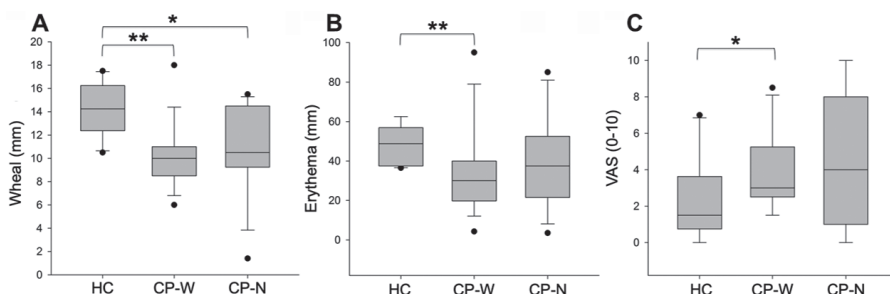 A
B
C
*
**
**
*
20
18
16
14
12
10
8
6
4
2
0
Wheal (mm)
HC
CP-W
CP-N
100
80
60
40
20
0
Erythema (mm)
HC
CP-W
CP-N
10
8
6
4
2
0
VAS (0-10)
HC
CP-W
CP-N